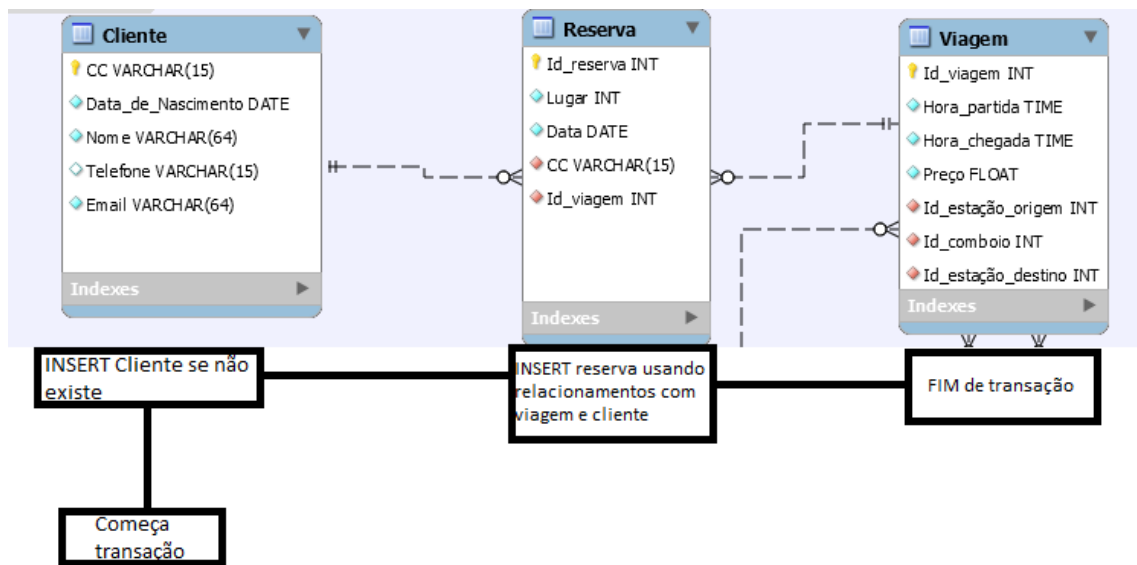 Cliente
CC VARCHAR(15)
Data_de_Nascimento DATE
Nome VARCHAR(64)
Telefone VARCHAR(15)
Email VARCHAR(64)
Indexes
Reserva
Id_reserva INT
Lugar INT
Data DATE
CC VARCHAR(15)
Id_viagem INT
Indexes
Viagem
Id_viagem INT
Hora_partida TIME
Hora_chegada TIME
Preço FLOAT
Id_estação_origem INT
Id_comboio INT
Id_estação_destino INT
Indexes
INSERT Cliente se não
existe
INSERT reserva usando
relacionamentos com
viagem e cliente
FIM de transação
Começa
transação